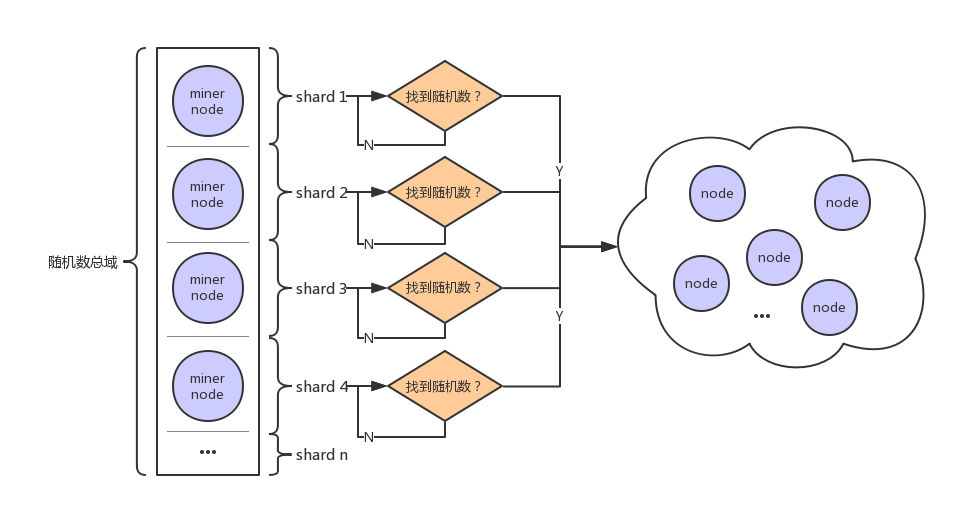 随机数总域
miner
node
miner
node
miner
node
miner
node
•••
shard 1
找到随机数？
N
shard 2
找到随机数？
N
shard 3
找到随机数？
N
shard 4
找到随机数？
N
shard n
Y
Y
node
node
node
node
node
•••